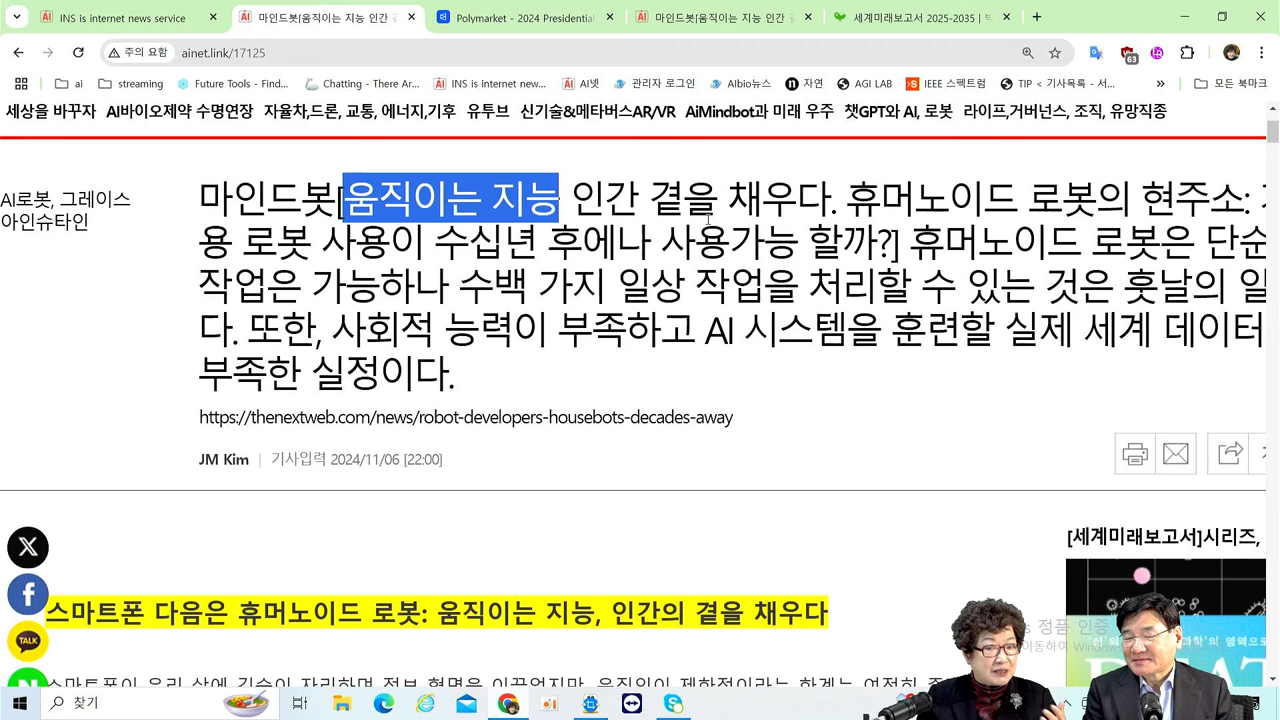 INS is internet news service
마인드봇[움직이는 지능 인간
Polymarket - 2024 Presidential
마인드봇[움직이는 지능 인간
세계미래보고서 2025-2035 |
주의 요함
ainet.link/17125
63
ai
streaming
Future Tools - Find...
Chatting - There Ar...
INS is internet new...
AI넷
관리자 로그인
AIbio뉴스
자연
AGI LAB
IEEE 스펙트럼
TIP < 기사목록 - 서...
모든 북마크
세상을 바꾸자 AI바이오제약 수명연장 자율차,드론, 교통, 에너지,기후 유투브 신기술&메타버스AR/VR AiMindbot과 미래 우주 챗GPT와 AI, 로봇 라이프,거버넌스, 조직, 유망직종
AI로봇, 그레이스
아인슈타인
마인드봇[움직이는 지능 인간 곁을 채우다. 휴머노이드 로봇의 현주소:
용 로봇 사용이 수십년 후에나 사용가능 할까?] 휴머노이드 로봇은 단순
작업은 가능하나 수백 가지 일상 작업을 처리할 수 있는 것은 훗날의 일
다. 또한, 사회적 능력이 부족하고 AI 시스템을 훈련할 실제 세계 데이터
부족한 실정이다.
https://thenextweb.com/news/robot-developers-housebots-decades-away
JM Kim | 기사입력 2024/11/06 [22:00]
[세계미래보고서]시리즈,
TALK
스마트폰 다음은 휴머노이드 로봇: 움직이는 지능, 인간의 곁을 채우다
정품 인증
이동하여
찾기